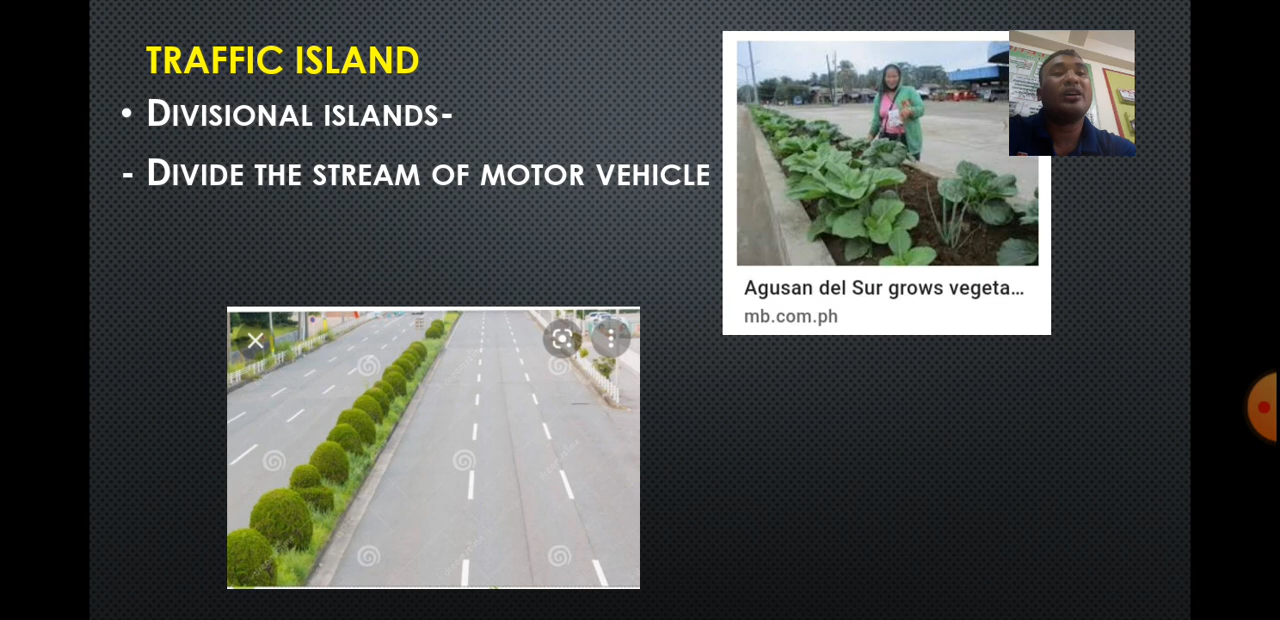 TRAFFIC ISLAND
• DIVISIONAL ISLANDS-
- DIVIDE THE STREAM OF MOTOR VEHICLE
Agusan del Sur grows vegeta...
mb.com.ph